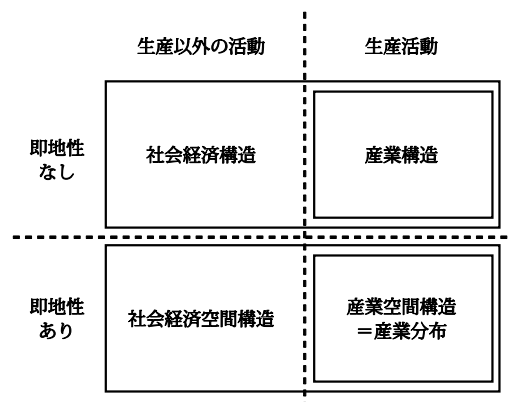 生産以外の活動
生産活動
即地性
なし
社会経済構造
産業構造
即地性
あり
社会経済空間構造
産業空間構造
＝産業分布